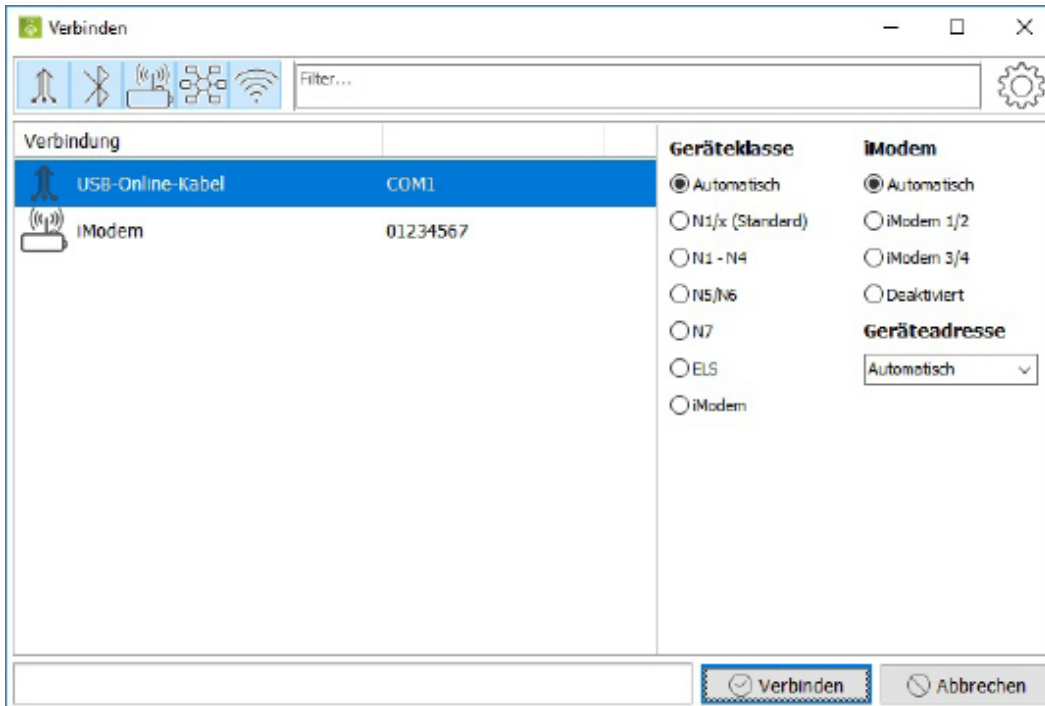 Verbinden
Filter...
Verbindung
USB-Online-Kabel COM1
iModem 01234567
Geräteklasse
Automatisch
N1/x (Standard)
N1 - N4
N5/N6
N7
ELS
iModem
iModem
Automatisch
iModem 1/2
iModem 3/4
Deaktiviert
Geräteadresse
Automatisch
Verbinden
Abbrechen